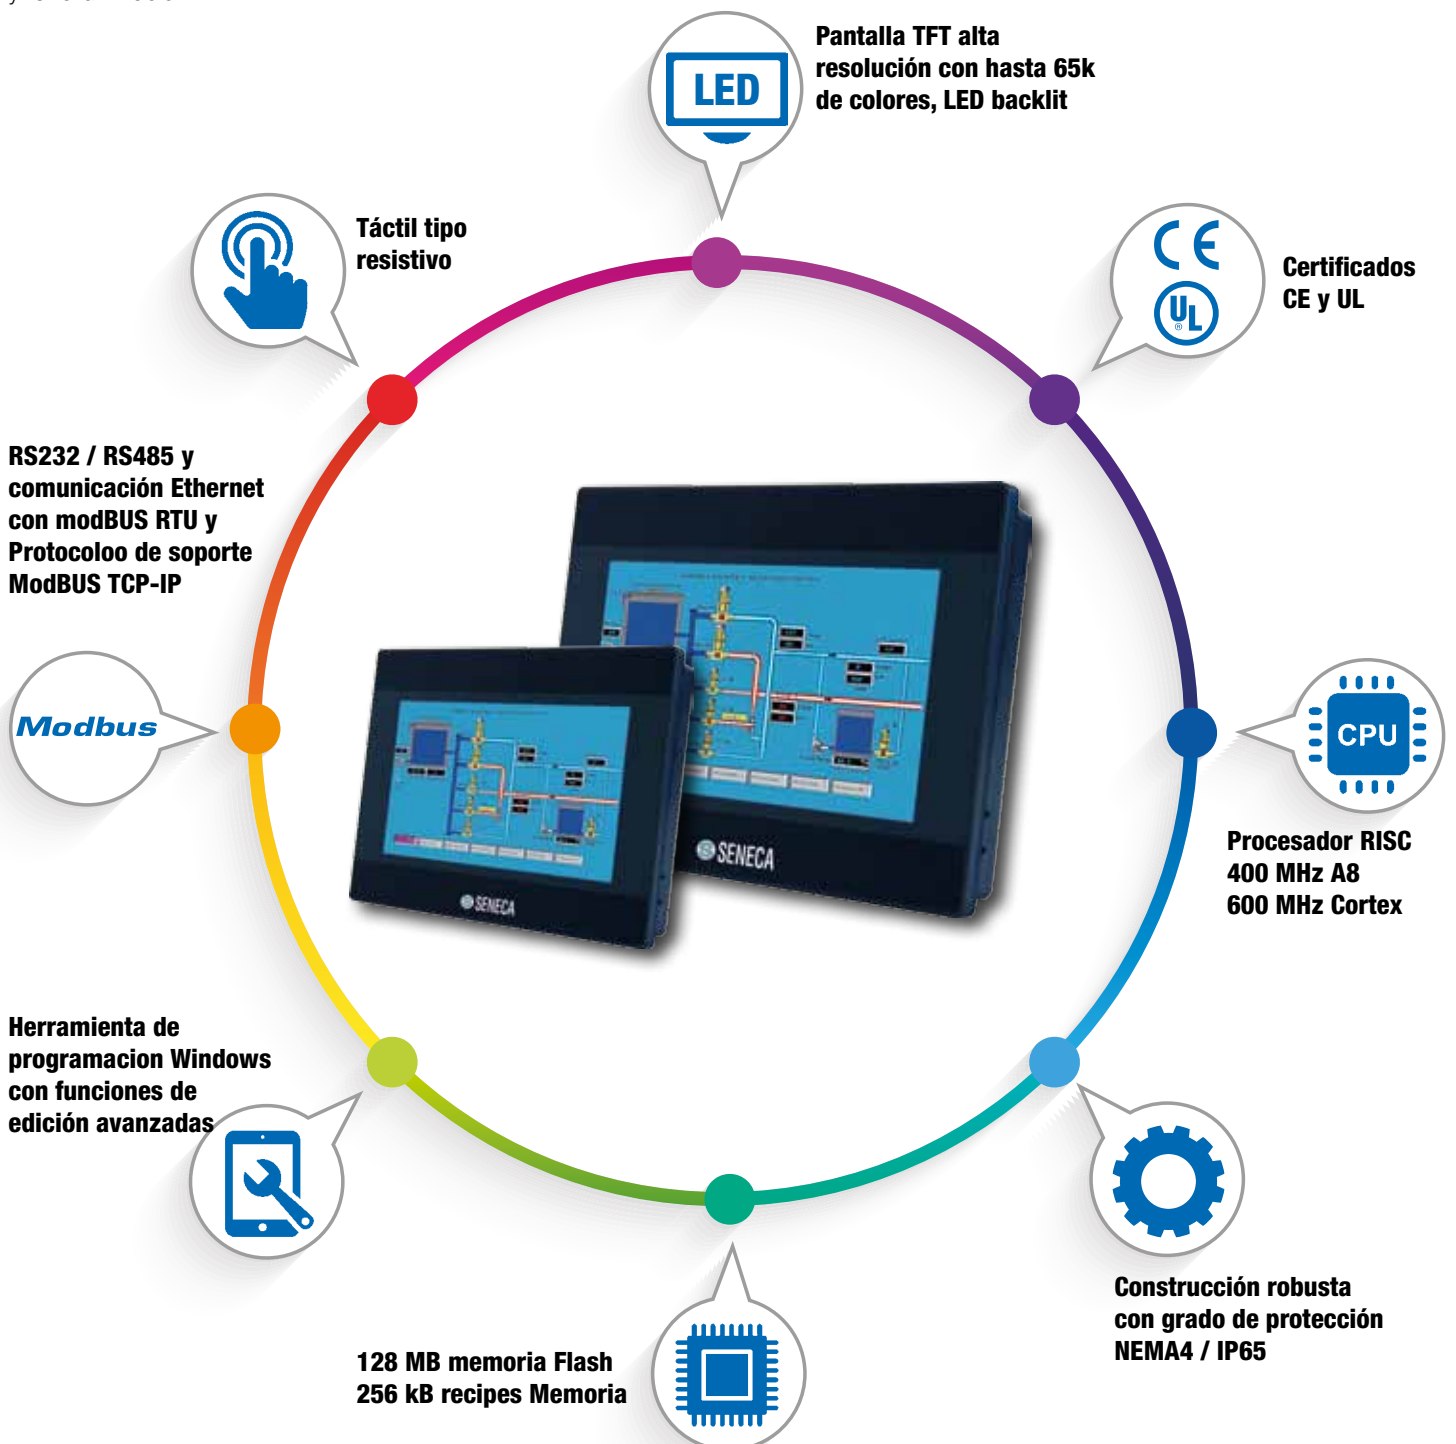 Pantalla TFT alta
resolución con hasta 65k
de colores, LED backlit
LED
Táctil tipo
resistivo
CE
UL
®
Certificados
CE y UL
RS232 / RS485 y
comunicación Ethernet
con modBUS RTU y
Protocoloo de soporte
ModBUS TCP-IP
Modbus
CPU
Procesador RISC
400 MHz A8
600 MHz Cortex
SENECA
SENECA
Herramienta de
programacion Windows
con funciones de
edición avanzadas
Construcción robusta
con grado de protección
NEMA4 / IP65
128 MB memoria Flash
256 kB recipes Memoria